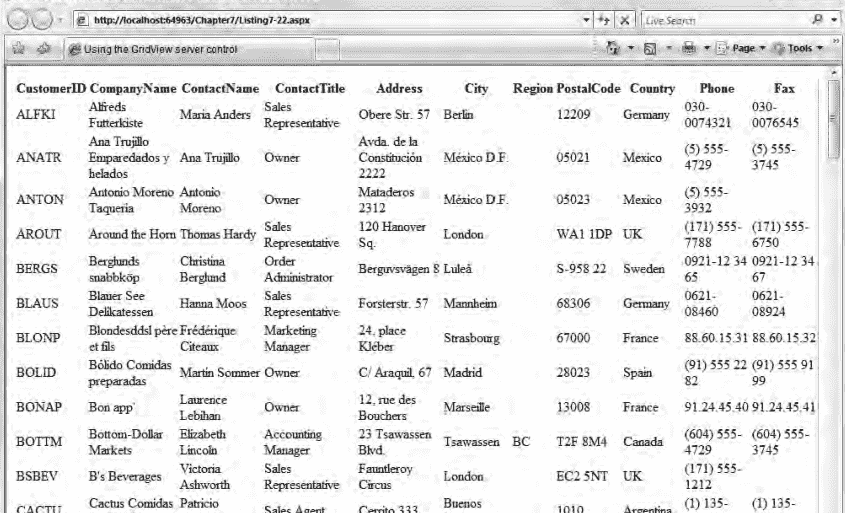 http://localhost:64963/Chapter7/Listing7-22.aspx
Live Search
Using the GridView server control
Page
Tools
CustomerID CompanyName ContactName ContactTitle Address City Region PostalCode Country Phone Fax
ALFKI Alfreds Futterkiste Maria Anders Sales Representative Obere Str. 57 Berlin 12209 Germany 030-0074321 030-0076545
ANATR Ana Trujillo Emparedados y helados Ana Trujillo Owner Avda. de la Constitución 2222 México D.F. 05021 Mexico (5) 555-4729 (5) 555-3745
ANTON Antonio Moreno Taquería Antonio Moreno Owner Mataderos 2312 México D.F. 05023 Mexico (5) 555-3932
AROUT Around the Horn Thomas Hardy Sales Representative 120 Hanover Sq. London WA1 1DP UK (171) 555-7788 (171) 555-6750
BERGS Berglunds snabbköp Christina Berglund Order Administrator Berguvsvägen 8 Luleå S-958 22 Sweden 0921-12 34 65 0921-12 34 67
BLAUS Blauer See Delikatessen Hanna Moos Sales Representative Forsterstr. 57 Mannheim 68306 Germany 0621-08460 0621-08924
BLONP Blondesddsl père et fils Frédérique Citeaux Marketing Manager 24, place Kléber Strasbourg 67000 France 88.60.15.31 88.60.15.32
BOLID Bólido Comidas preparadas Martín Sommer Owner C/ Araquil, 67 Madrid 28023 Spain (91) 555 22 82 (91) 555 91 99
BONAP Bon app' Laurence Lebihan Owner 12, rue des Bouchers Marseille 13008 France 91.24.45.40 91.24.45.41
BOTTM Bottom-Dollar Markets Elizabeth Lincoln Accounting Manager 23 Tsawassen Blvd. Tsawassen BC T2F 8M4 Canada (604) 555-4729 (604) 555-3745
BSBEV B's Beverages Victoria Ashworth Sales Representative Fauntleroy Circus London EC2 5NT UK (171) 555-1212
CACTU Cactus Comidas Patricio Sales Agent Cerrito 333 Buenos 1010 Argentina (1) 135- (1) 135-